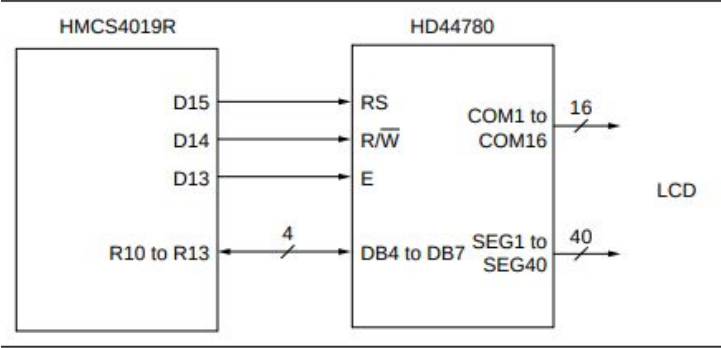 HMCS4019R
HD44780
D15
RS
D14
R/W̅
D13
E
COM1 to
COM16
16
LCD
R10 to R13
4
DB4 to DB7
SEG1 to
SEG40
40